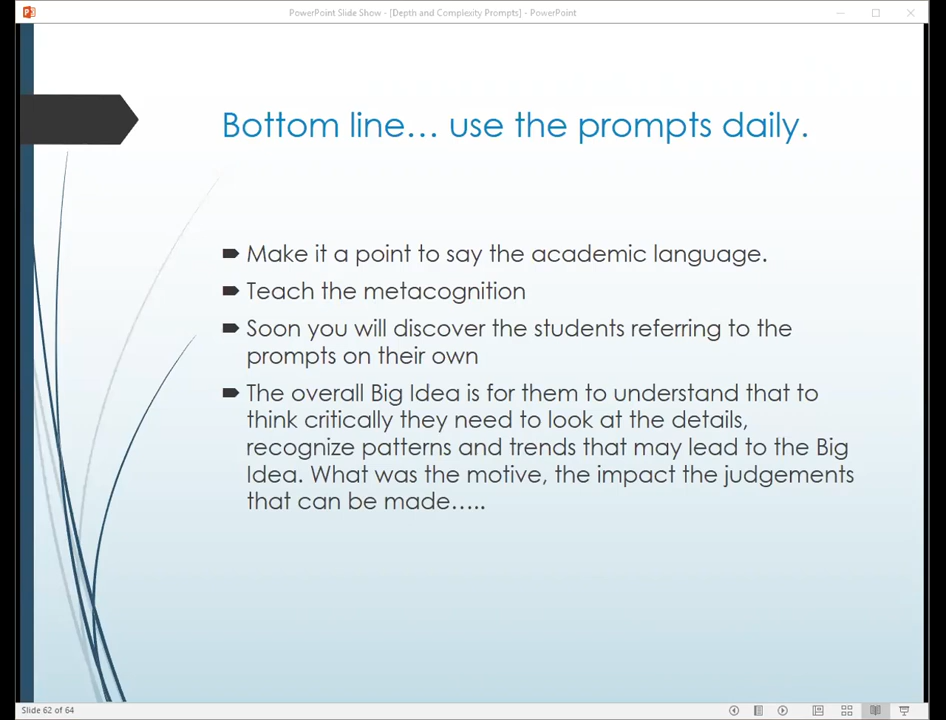 PowerPoint Slide Show - [Depth and Complexity Prompts] - PowerPoint
Bottom line… use the prompts daily.
Make it a point to say the academic language.
Teach the metacognition
Soon you will discover the students referring to the
prompts on their own
The overall Big Idea is for them to understand that to
think critically they need to look at the details,
recognize patterns and trends that may lead to the Big
Idea. What was the motive, the impact the judgements
that can be made…..
Slide 62 of 64